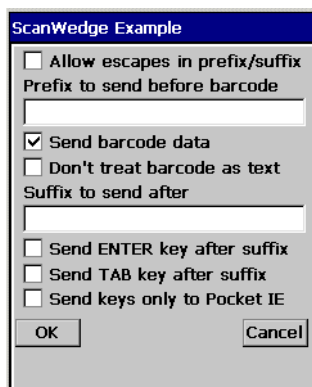 ScanWedge Example
Allow escapes in prefix/suffix
Prefix to send before barcode
Send barcode data
Don't treat barcode as text
Suffix to send after
Send ENTER key after suffix
Send TAB key after suffix
Send keys only to Pocket IE
OK Cancel